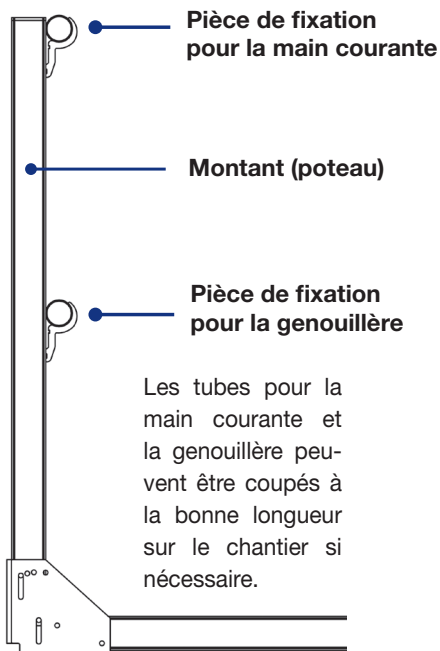 Pièce de fixation
pour la main courante
Montant (poteau)
Pièce de fixation
pour la genouillère
Les tubes pour la
main courante et
la genouillère peu-
vent être coupés à
la bonne longueur
sur le chantier si
nécessaire.